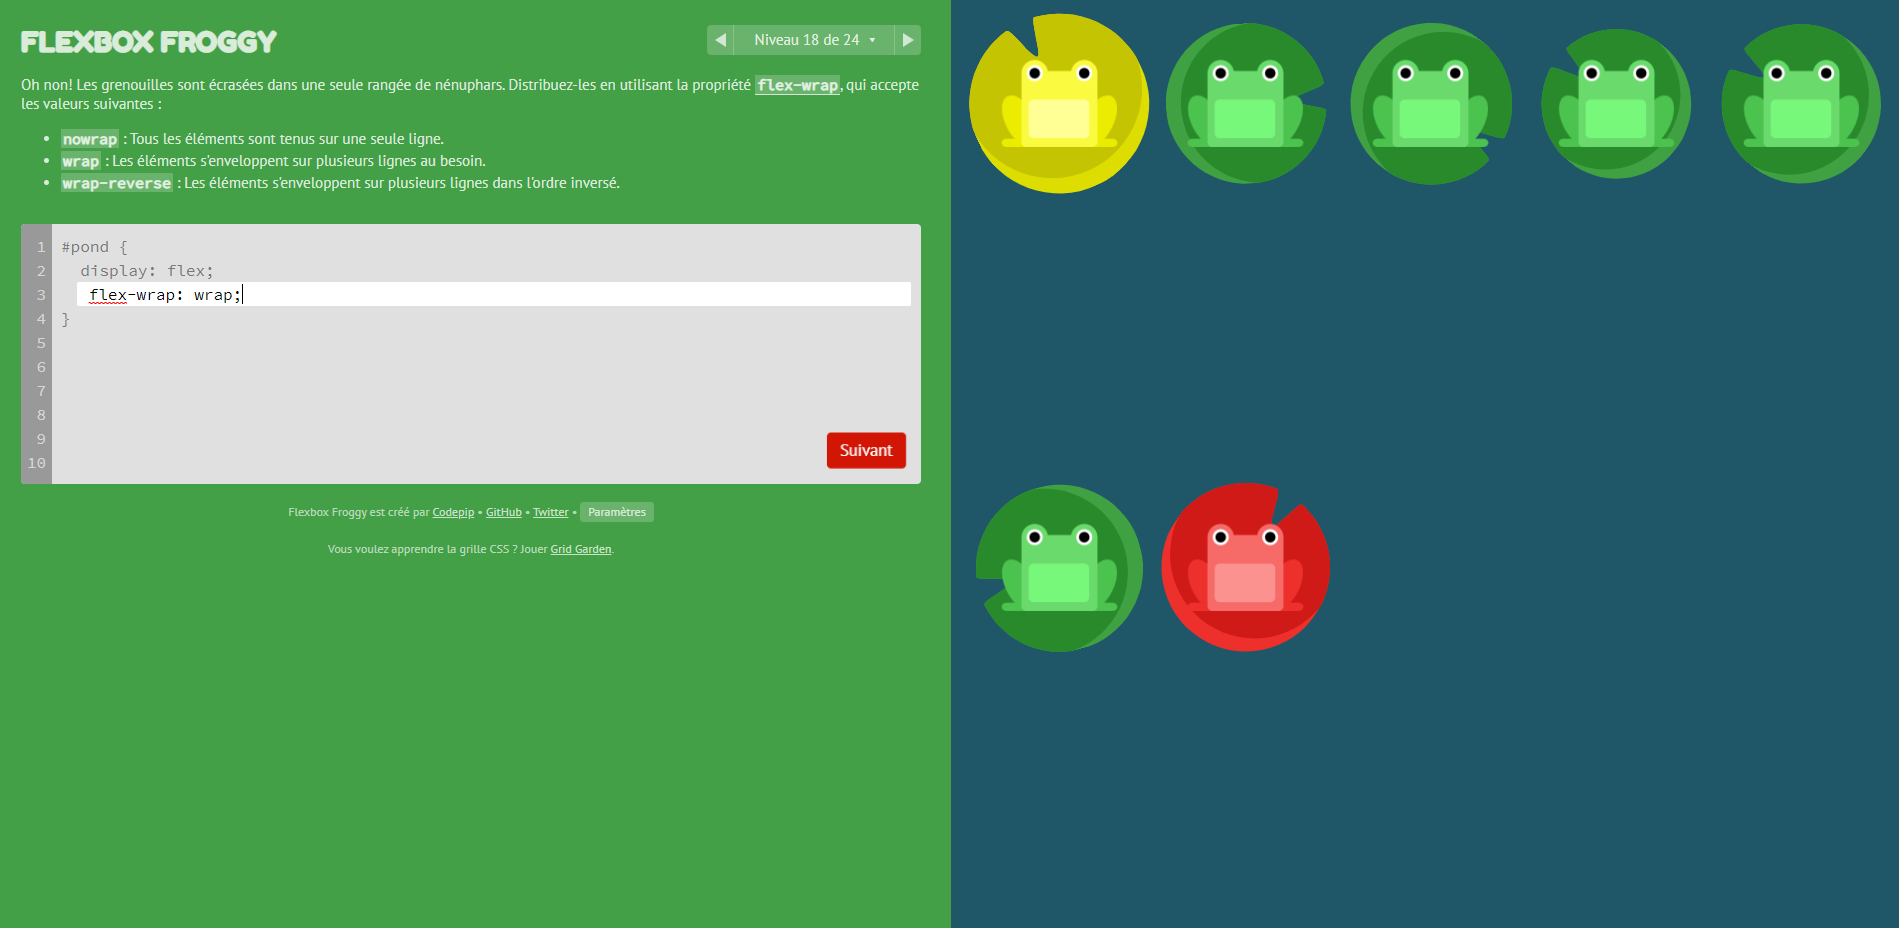 FLEXBOX FROGGY
Niveau 18 de 24
Oh non! Les grenouilles sont écrasées dans une seule rangée de nénuphars. Distribuez-les en utilisant la propriété flex-wrap, qui accepte
les valeurs suivantes :
• nowrap : Tous les éléments sont tenus sur une seule ligne.
• wrap : Les éléments s'enveloppent sur plusieurs lignes au besoin.
• wrap-reverse : Les éléments s'enveloppent sur plusieurs lignes dans l'ordre inversé.
1 #pond {
2 display: flex;
3 flex-wrap: wrap;
4 }
5
6
7
8
9
10
Suivant
Flexbox Froggy est créé par Codepip • GitHub • Twitter • Paramètres
Vous voulez apprendre la grille CSS ? Jouer Grid Garden.